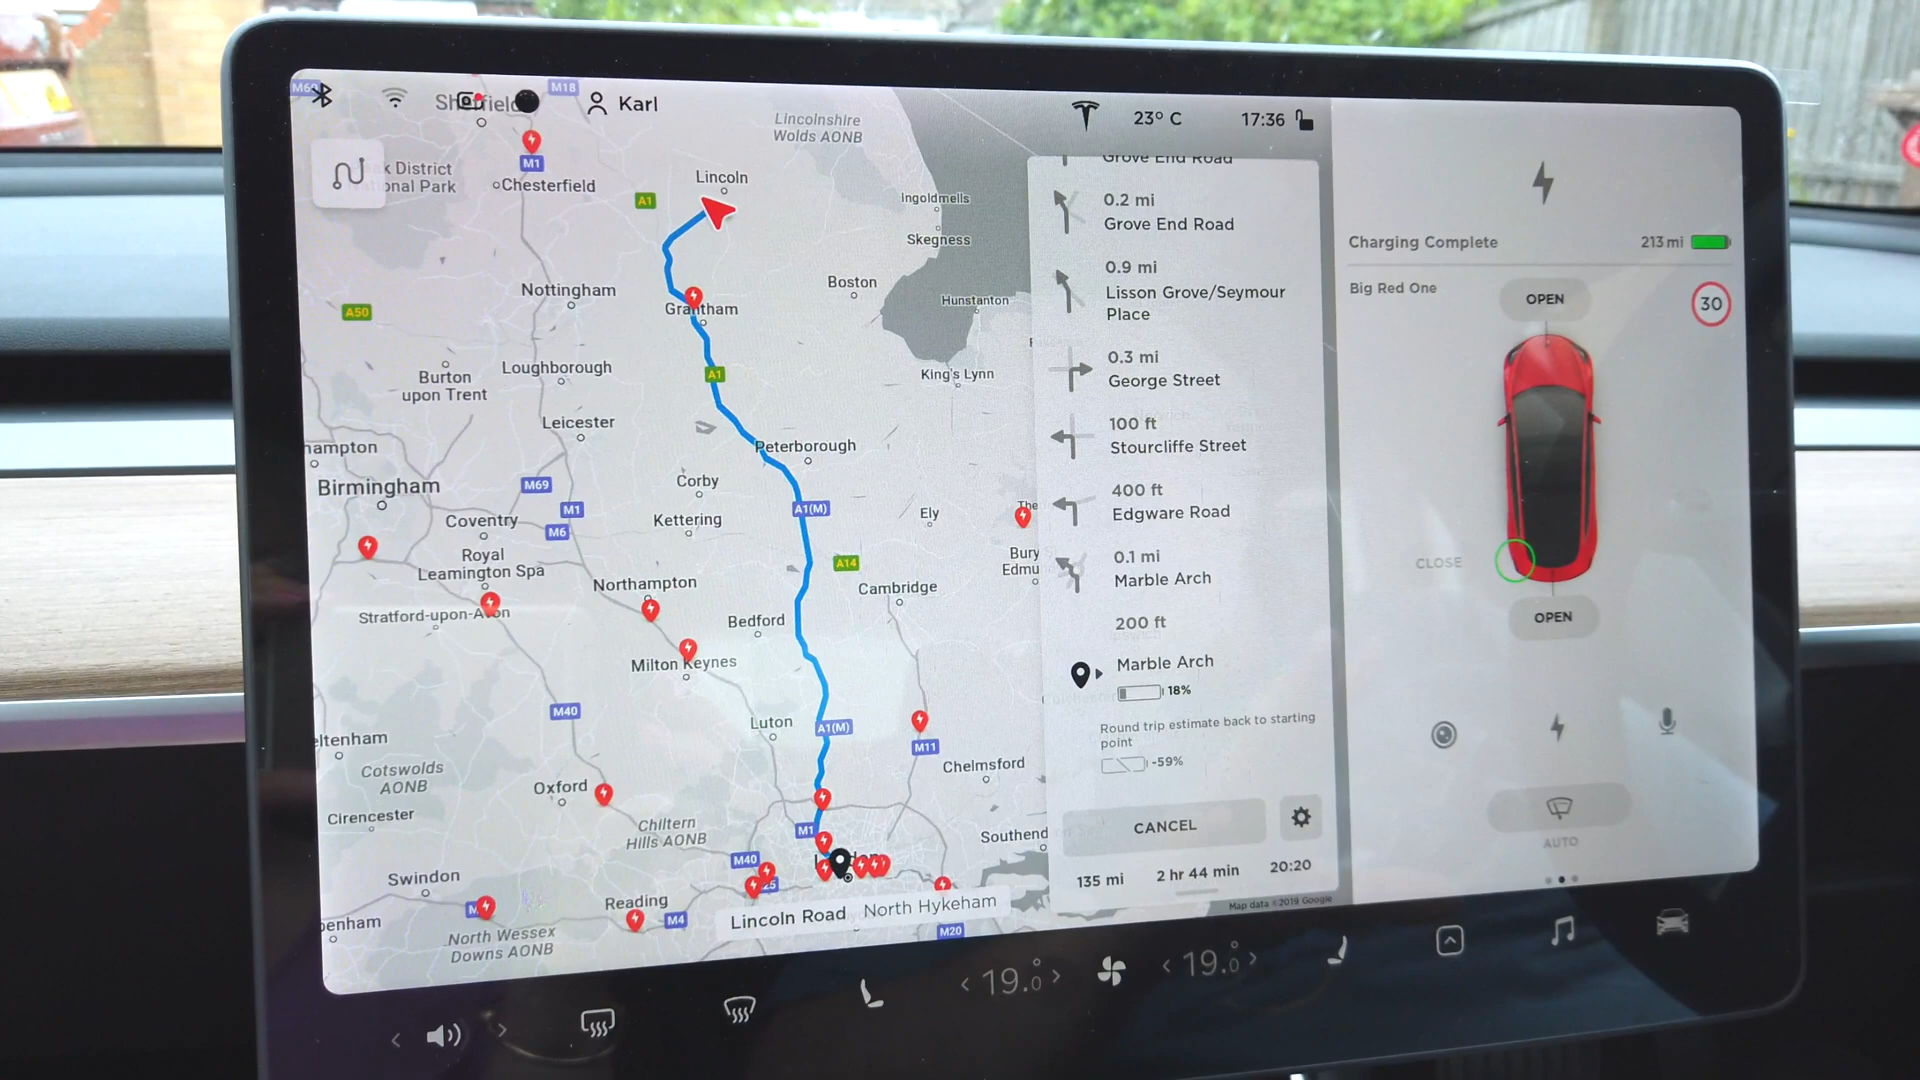 Karl
23° C
17:36
M18
Lincolnshire
Wolds AONB
M1
Chesterfield
Lincoln
A1
Ingoldmells
Skegness
Nottingham
Boston
Hunstanton
A50
Grantham
Loughborough
A1
King's Lynn
Burton
upon Trent
Leicester
Peterborough
Birmingham
M69
Corby
M1
A1(M)
Coventry
M6
Kettering
Ely
Royal
Leamington Spa
Bury
Northampton
A14
Cambridge
Stratford-upon-Avon
Bedford
Milton Keynes
M40
Luton
A1(M)
M11
Cotswolds
AONB
Chelmsford
Oxford
Cirencester
Chiltern
Hills AONB
M1
Southend
M40
Swindon
Reading
M4
North Wessex
Downs AONB
M20
Lincoln Road North Hykeham
Grove End Road
0.2 mi
Grove End Road
0.9 mi
Lisson Grove/Seymour
Place
0.3 mi
George Street
100 ft
Stourcliffe Street
400 ft
Edgware Road
0.1 mi
Marble Arch
200 ft
Marble Arch
18%
Round trip estimate back to starting
point
-59%
CANCEL
135 mi 2 hr 44 min 20:20
Map data ©2019 Google
Charging Complete 213 mi
Big Red One
OPEN
30
CLOSE
OPEN
AUTO
19.0
19.0